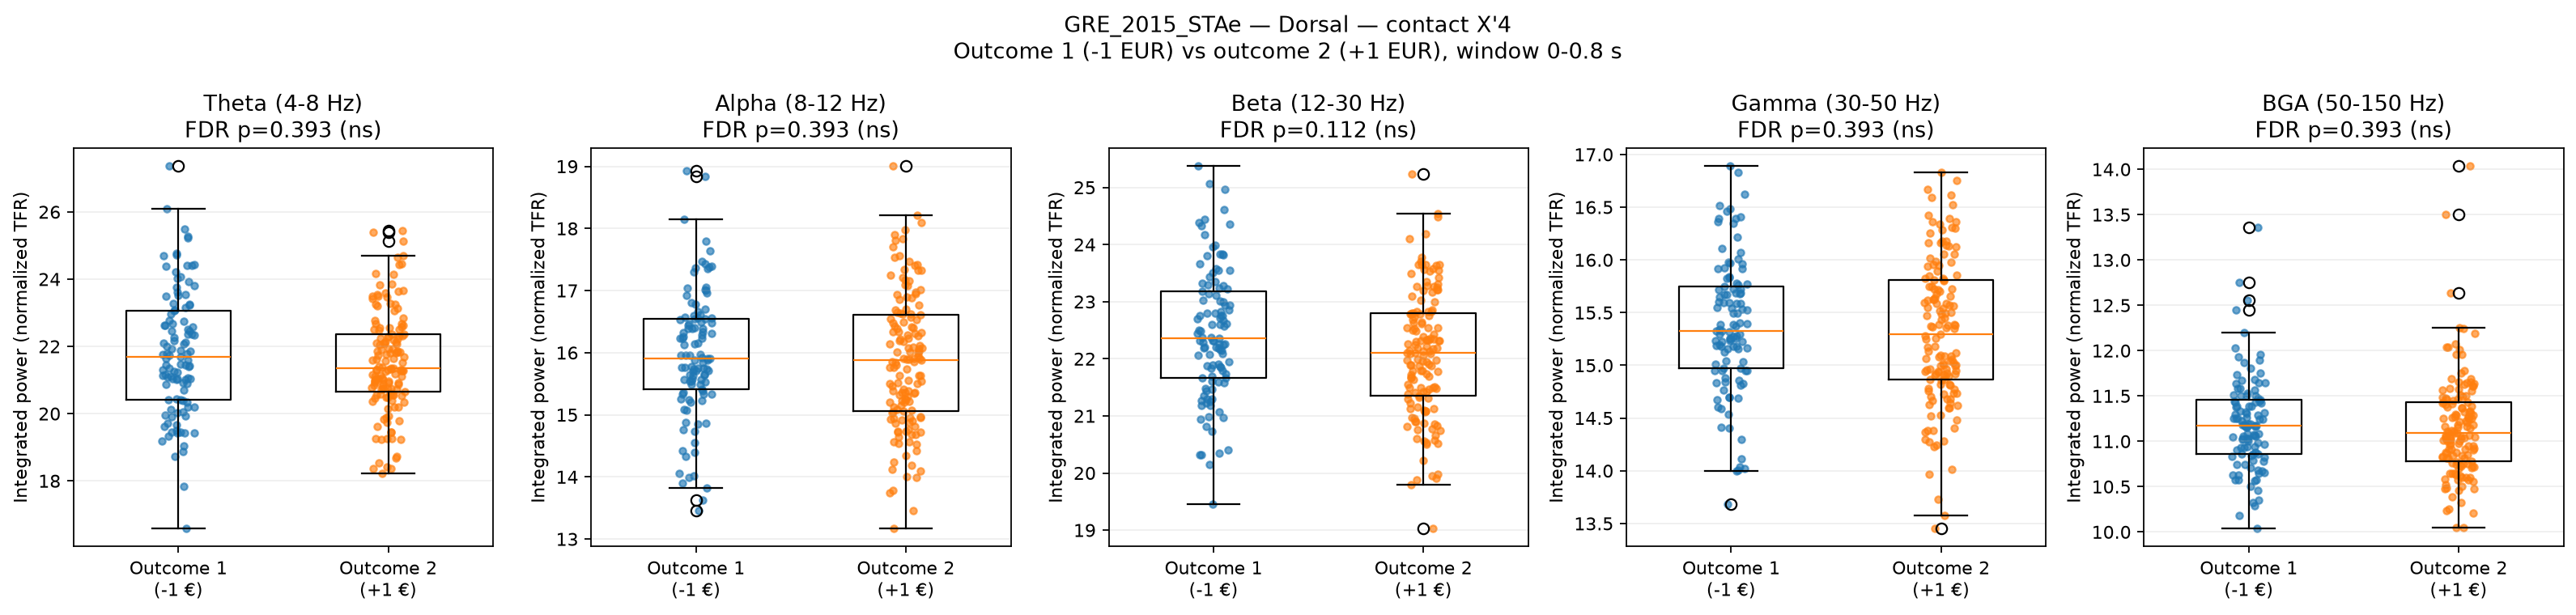 GRE_2015_STAe — Dorsal — contact X'4
Outcome 1 (-1 EUR) vs outcome 2 (+1 EUR), window 0-0.8 s
Theta (4-8 Hz)
FDR p=0.393 (ns)
Integrated power (normalized TFR)
26
24
22
20
18
Outcome 1
(-1 €)
Outcome 2
(+1 €)
Alpha (8-12 Hz)
FDR p=0.393 (ns)
Integrated power (normalized TFR)
19
18
17
16
15
14
13
Outcome 1
(-1 €)
Outcome 2
(+1 €)
Beta (12-30 Hz)
FDR p=0.112 (ns)
Integrated power (normalized TFR)
25
24
23
22
21
20
19
Outcome 1
(-1 €)
Outcome 2
(+1 €)
Gamma (30-50 Hz)
FDR p=0.393 (ns)
Integrated power (normalized TFR)
17.0
16.5
16.0
15.5
15.0
14.5
14.0
13.5
Outcome 1
(-1 €)
Outcome 2
(+1 €)
BGA (50-150 Hz)
FDR p=0.393 (ns)
Integrated power (normalized TFR)
14.0
13.5
13.0
12.5
12.0
11.5
11.0
10.5
10.0
Outcome 1
(-1 €)
Outcome 2
(+1 €)